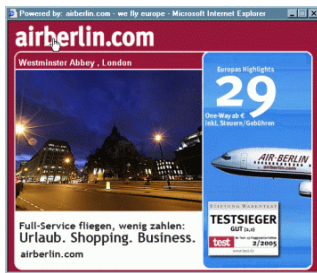 Powered by: airberlin.com - we fly europe - Microsoft Internet Explorer
airberlin.com
Westminster Abbey , London
Europas Highlights
29
One-Way ab €
inkl. Steuern/Gebühren
AIR-BERLIN
STIFTUNG WARENTEST
TESTSIEGER
GUT
test
2/2005
Full-Service fliegen, wenig zahlen:
Urlaub. Shopping. Business.
airberlin.com